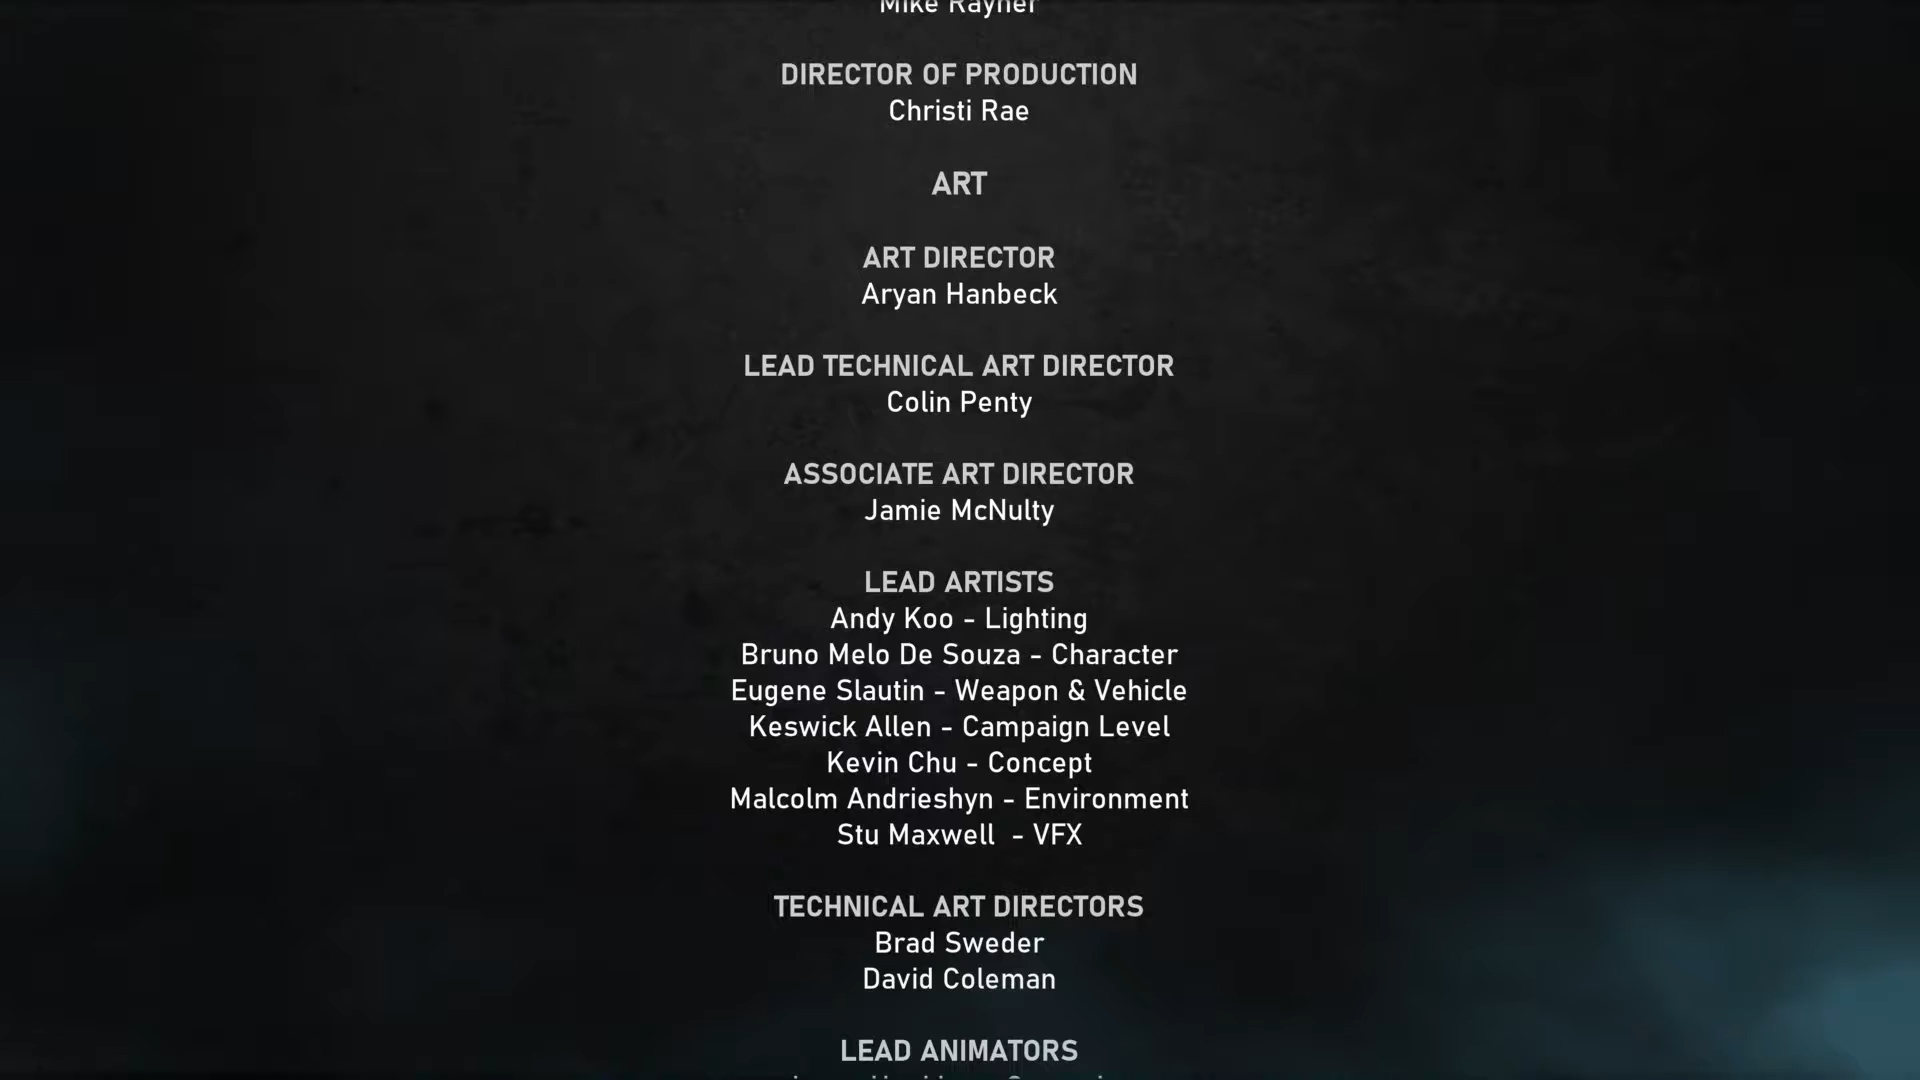 Mike Rayner
DIRECTOR OF PRODUCTION
Christi Rae
ART
ART DIRECTOR
Aryan Hanbeck
LEAD TECHNICAL ART DIRECTOR
Colin Penty
ASSOCIATE ART DIRECTOR
Jamie McNulty
LEAD ARTISTS
Andy Koo - Lighting
Bruno Melo De Souza - Character
Eugene Slautin - Weapon & Vehicle
Keswick Allen - Campaign Level
Kevin Chu - Concept
Malcolm Andrieshyn - Environment
Stu Maxwell  - VFX
TECHNICAL ART DIRECTORS
Brad Sweder
David Coleman
LEAD ANIMATORS